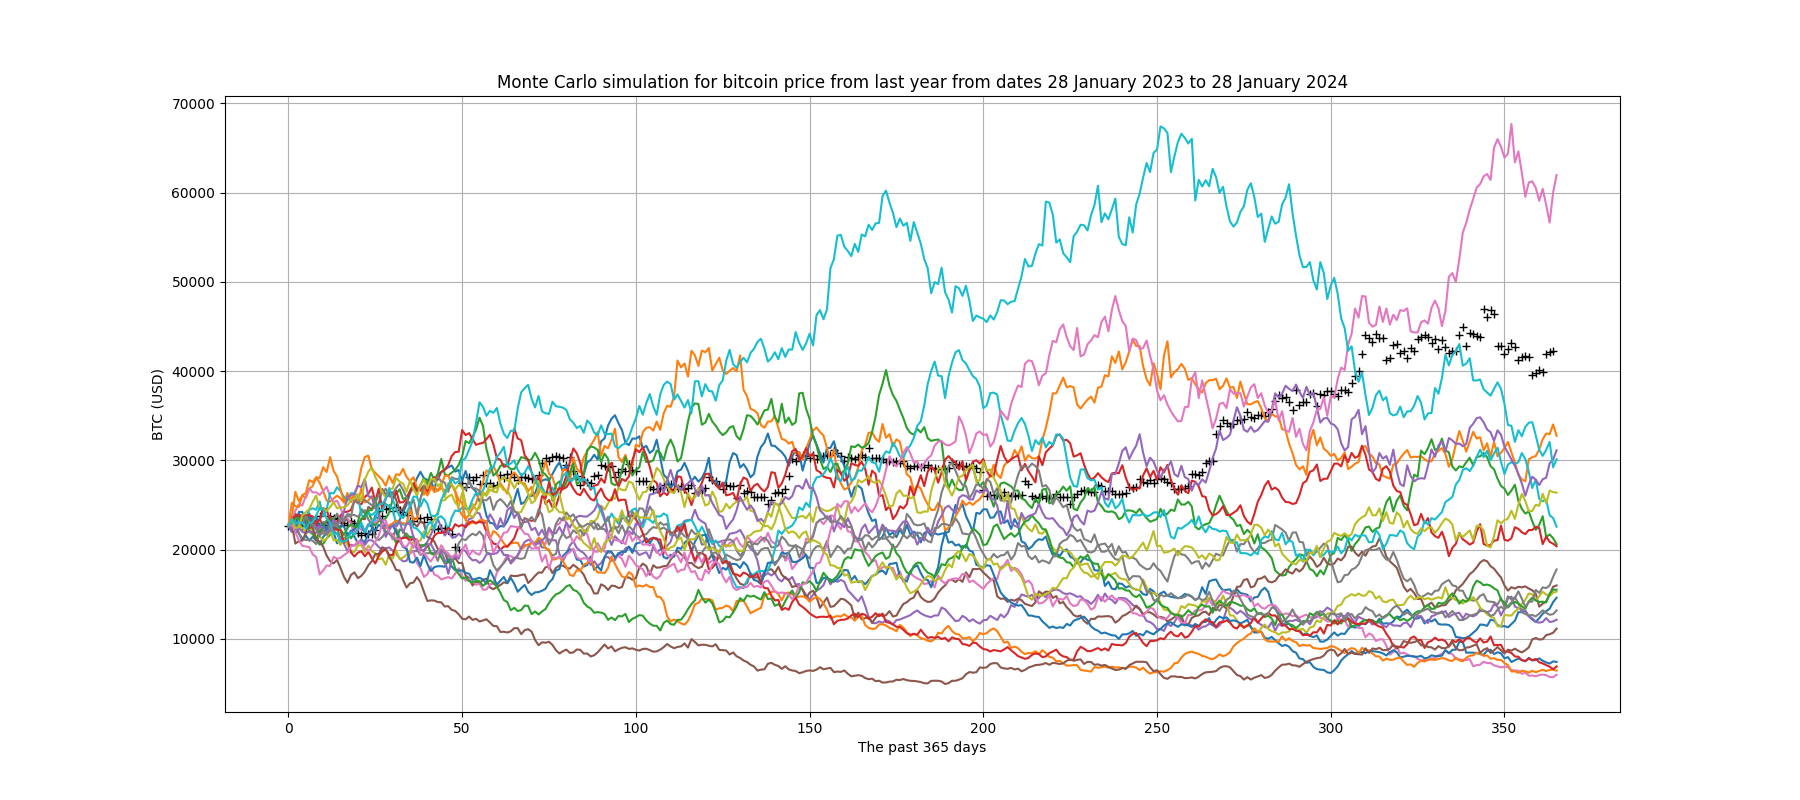 Monte Carlo simulation for bitcoin price from last year from dates 28 January 2023 to 28 January 2024
70000
60000
50000
40000
30000
20000
10000
BTC (USD)
0 50 100 150 200 250 300 350
The past 365 days